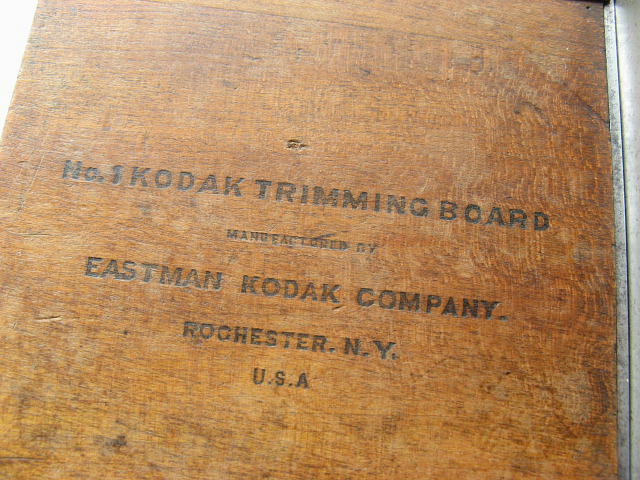 No. 1 KODAK TRIMMING BOARD
MANUFACTURED BY
EASTMAN KODAK COMPANY.
ROCHESTER. N.Y.
U.S.A